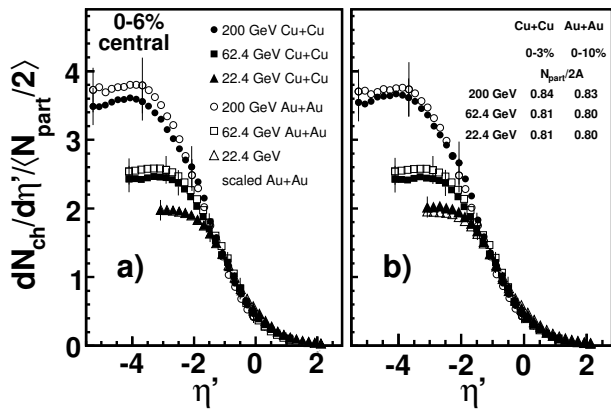 dN_ch/dη'/⟨N_part/2⟩
4
3
2
1
0
0-6%
central
200 GeV Cu+Cu
62.4 GeV Cu+Cu
22.4 GeV Cu+Cu
200 GeV Au+Au
62.4 GeV Au+Au
22.4 GeV
scaled Au+Au
a)
-4 -2 0 2
η'
Cu+Cu Au+Au
0-3% 0-10%
N_part/2A
200 GeV 0.84 0.83
62.4 GeV 0.81 0.80
22.4 GeV 0.81 0.80
b)
-4 -2 0 2
η'